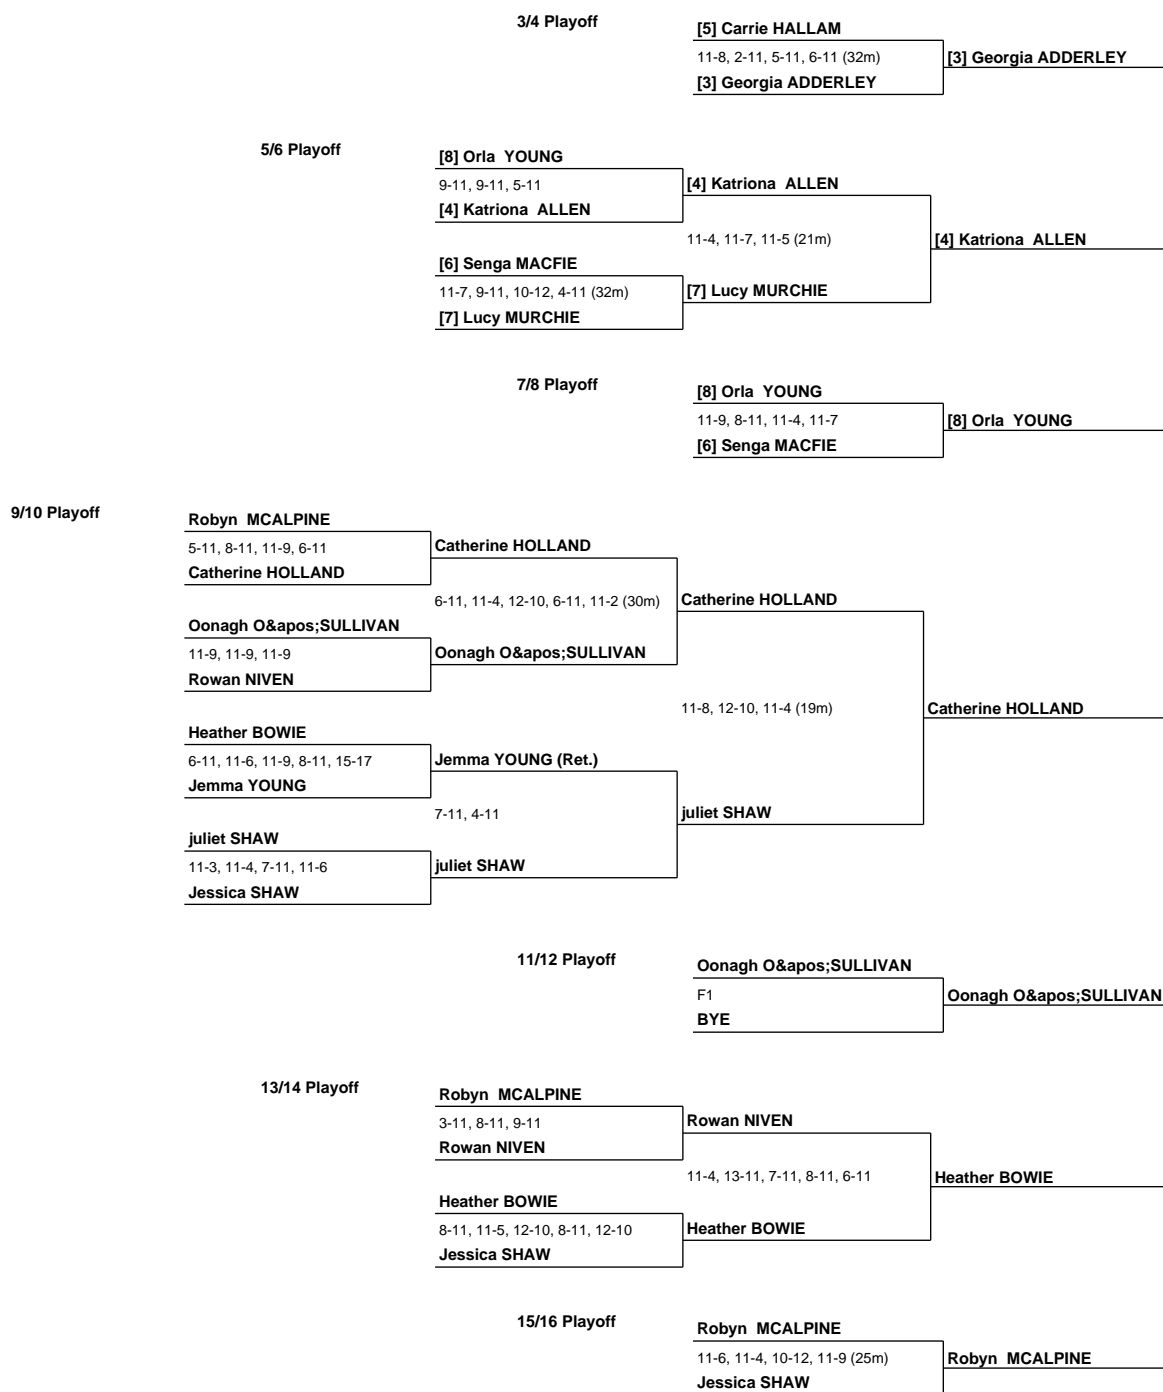 3/4 Playoff
[5] Carrie HALLAM
11-8, 2-11, 5-11, 6-11 (32m)
[3] Georgia ADDERLEY
[3] Georgia ADDERLEY
5/6 Playoff
[8] Orla  YOUNG
9-11, 9-11, 5-11
[4] Katriona  ALLEN
[4] Katriona  ALLEN
11-4, 11-7, 11-5 (21m)
[4] Katriona  ALLEN
[6] Senga MACFIE
11-7, 9-11, 10-12, 4-11 (32m)
[7] Lucy MURCHIE
[7] Lucy MURCHIE
7/8 Playoff
[8] Orla  YOUNG
11-9, 8-11, 11-4, 11-7
[8] Orla  YOUNG
[6] Senga MACFIE
9/10 Playoff
Robyn  MCALPINE
5-11, 8-11, 11-9, 6-11
Catherine HOLLAND
Catherine HOLLAND
6-11, 11-4, 12-10, 6-11, 11-2 (30m)
Catherine HOLLAND
Oonagh O&apos;SULLIVAN
11-9, 11-9, 11-9
Oonagh O&apos;SULLIVAN
Rowan NIVEN
11-8, 12-10, 11-4 (19m)
Catherine HOLLAND
Heather BOWIE
6-11, 11-6, 11-9, 8-11, 15-17
Jemma YOUNG (Ret.)
Jemma YOUNG
7-11, 4-11
juliet SHAW
juliet SHAW
11-3, 11-4, 7-11, 11-6
juliet SHAW
Jessica SHAW
11/12 Playoff
Oonagh O&apos;SULLIVAN
F1
Oonagh O&apos;SULLIVAN
BYE
13/14 Playoff
Robyn  MCALPINE
3-11, 8-11, 9-11
Rowan NIVEN
Rowan NIVEN
11-4, 13-11, 7-11, 8-11, 6-11
Heather BOWIE
Heather BOWIE
8-11, 11-5, 12-10, 8-11, 12-10
Heather BOWIE
Jessica SHAW
15/16 Playoff
Robyn  MCALPINE
11-6, 11-4, 10-12, 11-9 (25m)
Robyn  MCALPINE
Jessica SHAW